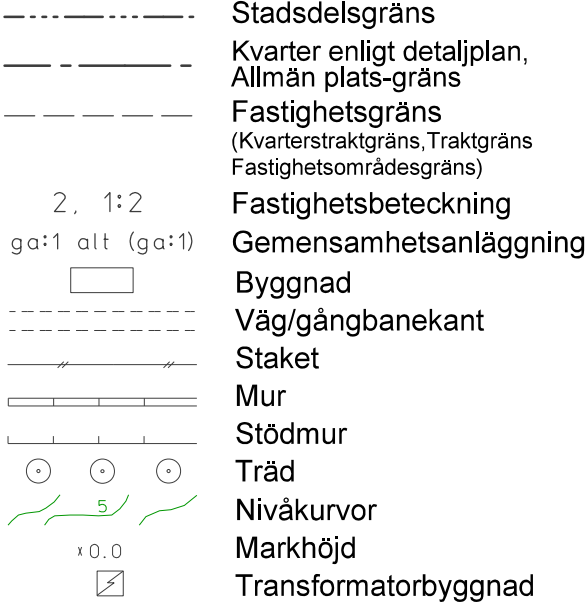 Stadsdelsgräns
Kvarter enligt detaljplan,
Allmän plats-gräns
Fastighetsgräns
(Kvarterstraktgräns,Traktgräns
Fastighetsområdesgräns)
2, 1:2 Fastighetsbeteckning
ga:1 alt (ga:1) Gemensamhetsanläggning
Byggnad
Väg/gångbanekant
Staket
Mur
Stödmur
Träd
5 Nivåkurvor
x0.0 Markhöjd
Transformatorbyggnad